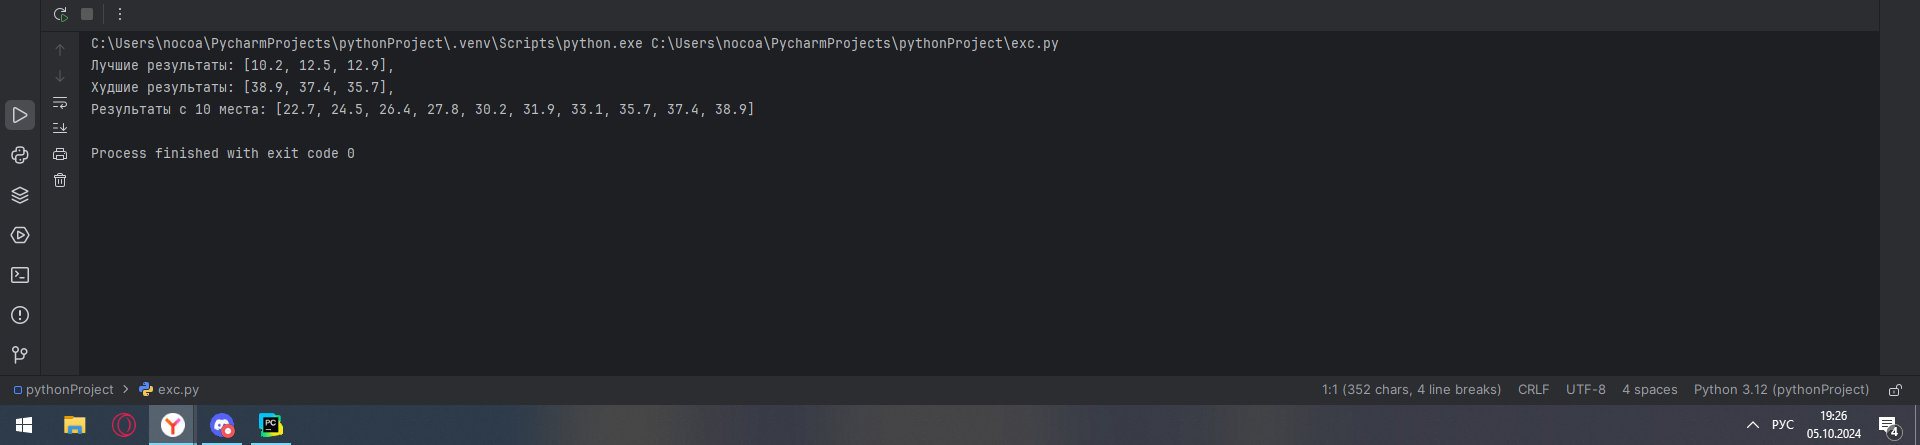 C:\Users\nocoa\PycharmProjects\pythonProject\.venv\Scripts\python.exe C:\Users\nocoa\PycharmProjects\pythonProject\exc.py
Лучшие результаты: [10.2, 12.5, 12.9],
Худшие результаты: [38.9, 37.4, 35.7],
Результаты с 10 места: [22.7, 24.5, 26.4, 27.8, 30.2, 31.9, 33.1, 35.7, 37.4, 38.9]
Process finished with exit code 0
pythonProject > exc.py 1:1 (352 chars, 4 line breaks) CRLF UTF-8 4 spaces Python 3.12 (pythonProject)
Y PC РУС 19:26
05.10.2024 4